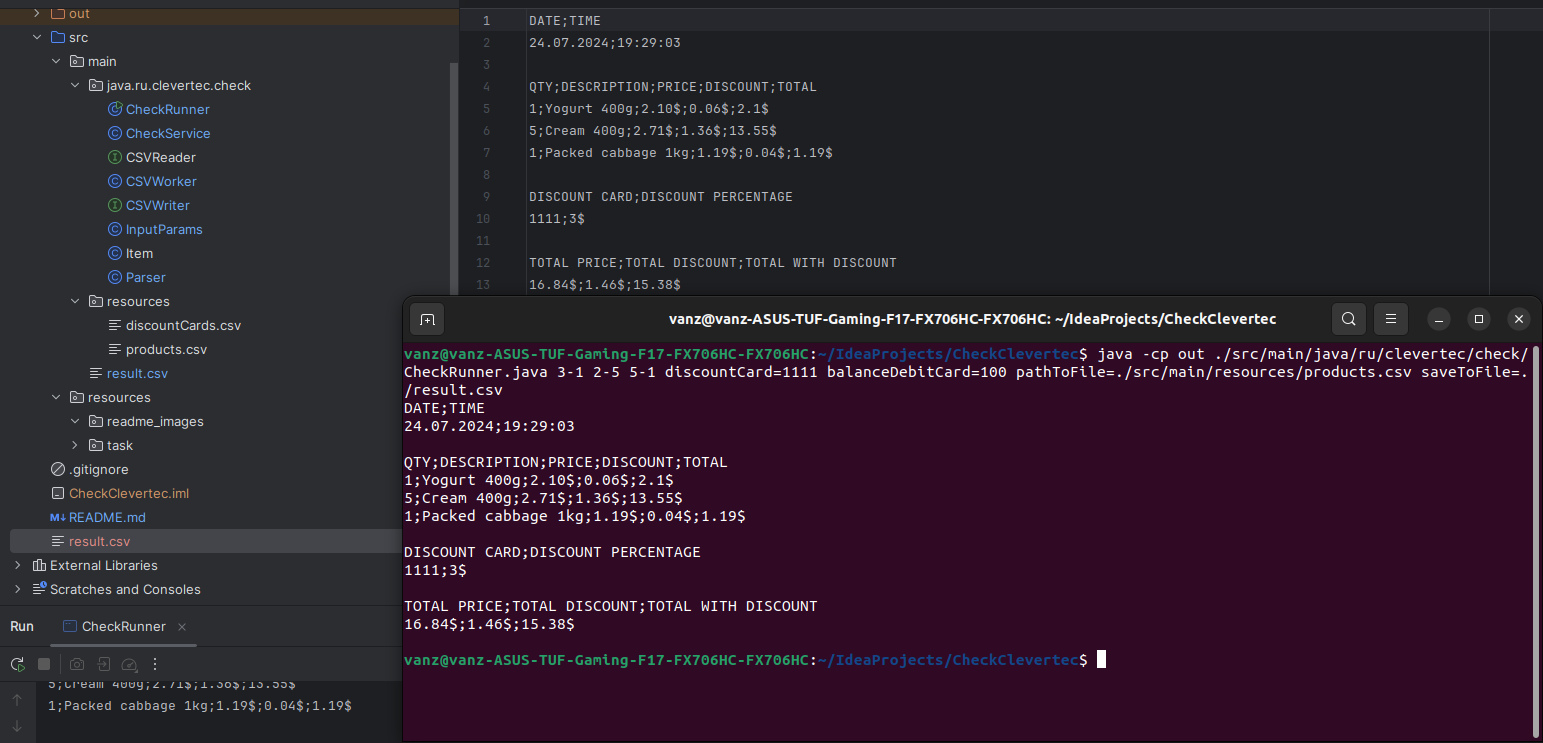 out
src
main
java.ru.clevertec.check
CheckRunner
CheckService
CSVReader
CSVWorker
CSVWriter
InputParams
Item
Parser
resources
discountCards.csv
products.csv
result.csv
resources
readme_images
task
.gitignore
CheckClevertec.iml
README.md
result.csv
External Libraries
Scratches and Consoles
1 DATE;TIME
2 24.07.2024;19:29:03
3
4 QTY;DESCRIPTION;PRICE;DISCOUNT;TOTAL
5 1;Yogurt 400g;2.10$;0.06$;2.1$
6 5;Cream 400g;2.71$;1.36$;13.55$
7 1;Packed cabbage 1kg;1.19$;0.04$;1.19$
8
9 DISCOUNT CARD;DISCOUNT PERCENTAGE
10 1111;3$
11
12 TOTAL PRICE;TOTAL DISCOUNT;TOTAL WITH DISCOUNT
13 16.84$;1.46$;15.38$
vanz@vanz-ASUS-TUF-Gaming-F17-FX706HC-FX706HC: ~/IdeaProjects/CheckClevertec
vanz@vanz-ASUS-TUF-Gaming-F17-FX706HC-FX706HC:~/IdeaProjects/CheckClevertec$ java -cp out ./src/main/java/ru/clevertec/check/
CheckRunner.java 3-1 2-5 5-1 discountCard=1111 balanceDebitCard=100 pathToFile=./src/main/resources/products.csv saveToFile=.
/result.csv
DATE;TIME
24.07.2024;19:29:03
QTY;DESCRIPTION;PRICE;DISCOUNT;TOTAL
1;Yogurt 400g;2.10$;0.06$;2.1$
5;Cream 400g;2.71$;1.36$;13.55$
1;Packed cabbage 1kg;1.19$;0.04$;1.19$
DISCOUNT CARD;DISCOUNT PERCENTAGE
1111;3$
TOTAL PRICE;TOTAL DISCOUNT;TOTAL WITH DISCOUNT
16.84$;1.46$;15.38$
vanz@vanz-ASUS-TUF-Gaming-F17-FX706HC-FX706HC:~/IdeaProjects/CheckClevertec$
Run CheckRunner
5;Cream 400g;2.71$;1.36$;13.55$
1;Packed cabbage 1kg;1.19$;0.04$;1.19$